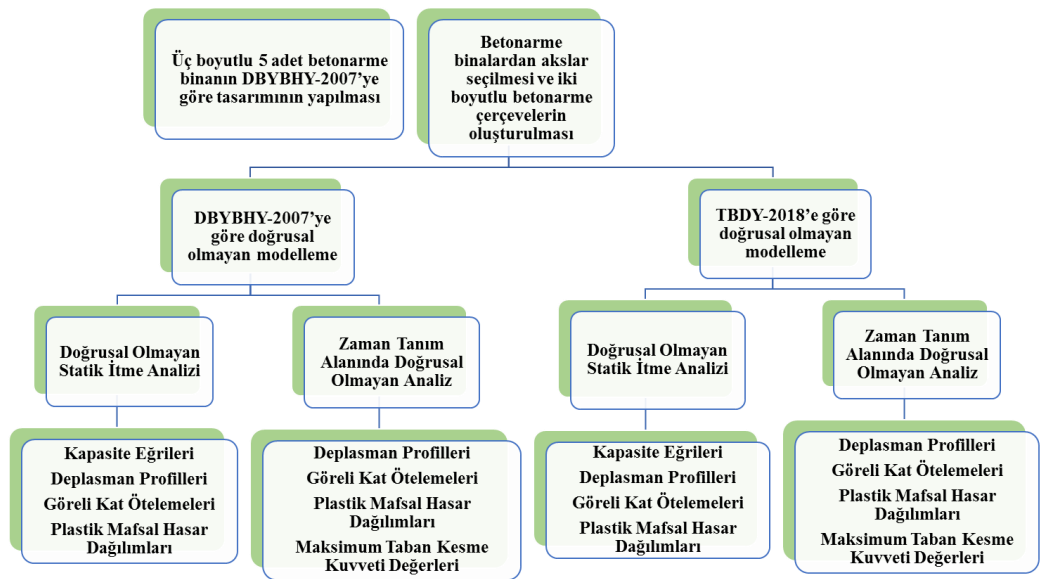 Üç boyutlu 5 adet betonarme
binanın DBYBHY-2007’ye
göre tasarımının yapılması
Betonarme
binalardan akslar
seçilmesi ve iki
boyutlu betonarme
çerçevelerin
oluşturulması
DBYBHY-2007’ye
göre doğrusal
olmayan modelleme
TBDY-2018’e göre
doğrusal olmayan
modelleme
Doğrusal Olmayan
Statik İtme Analizi
Zaman Tanım
Alanında Doğrusal
Olmayan Analiz
Doğrusal Olmayan
Statik İtme Analizi
Zaman Tanım
Alanında Doğrusal
Olmayan Analiz
Kapasite Eğrileri
Deplasman Profilleri
Göreli Kat Ötelemeleri
Plastik Mafsal Hasar
Dağılımları
Deplasman Profilleri
Göreli Kat Ötelemeleri
Plastik Mafsal Hasar
Dağılımları
Maksimum Taban Kesme
Kuvveti Değerleri
Kapasite Eğrileri
Deplasman Profilleri
Göreli Kat Ötelemeleri
Plastik Mafsal Hasar
Dağılımları
Deplasman Profilleri
Göreli Kat Ötelemeleri
Plastik Mafsal Hasar
Dağılımları
Maksimum Taban Kesme
Kuvveti Değerleri